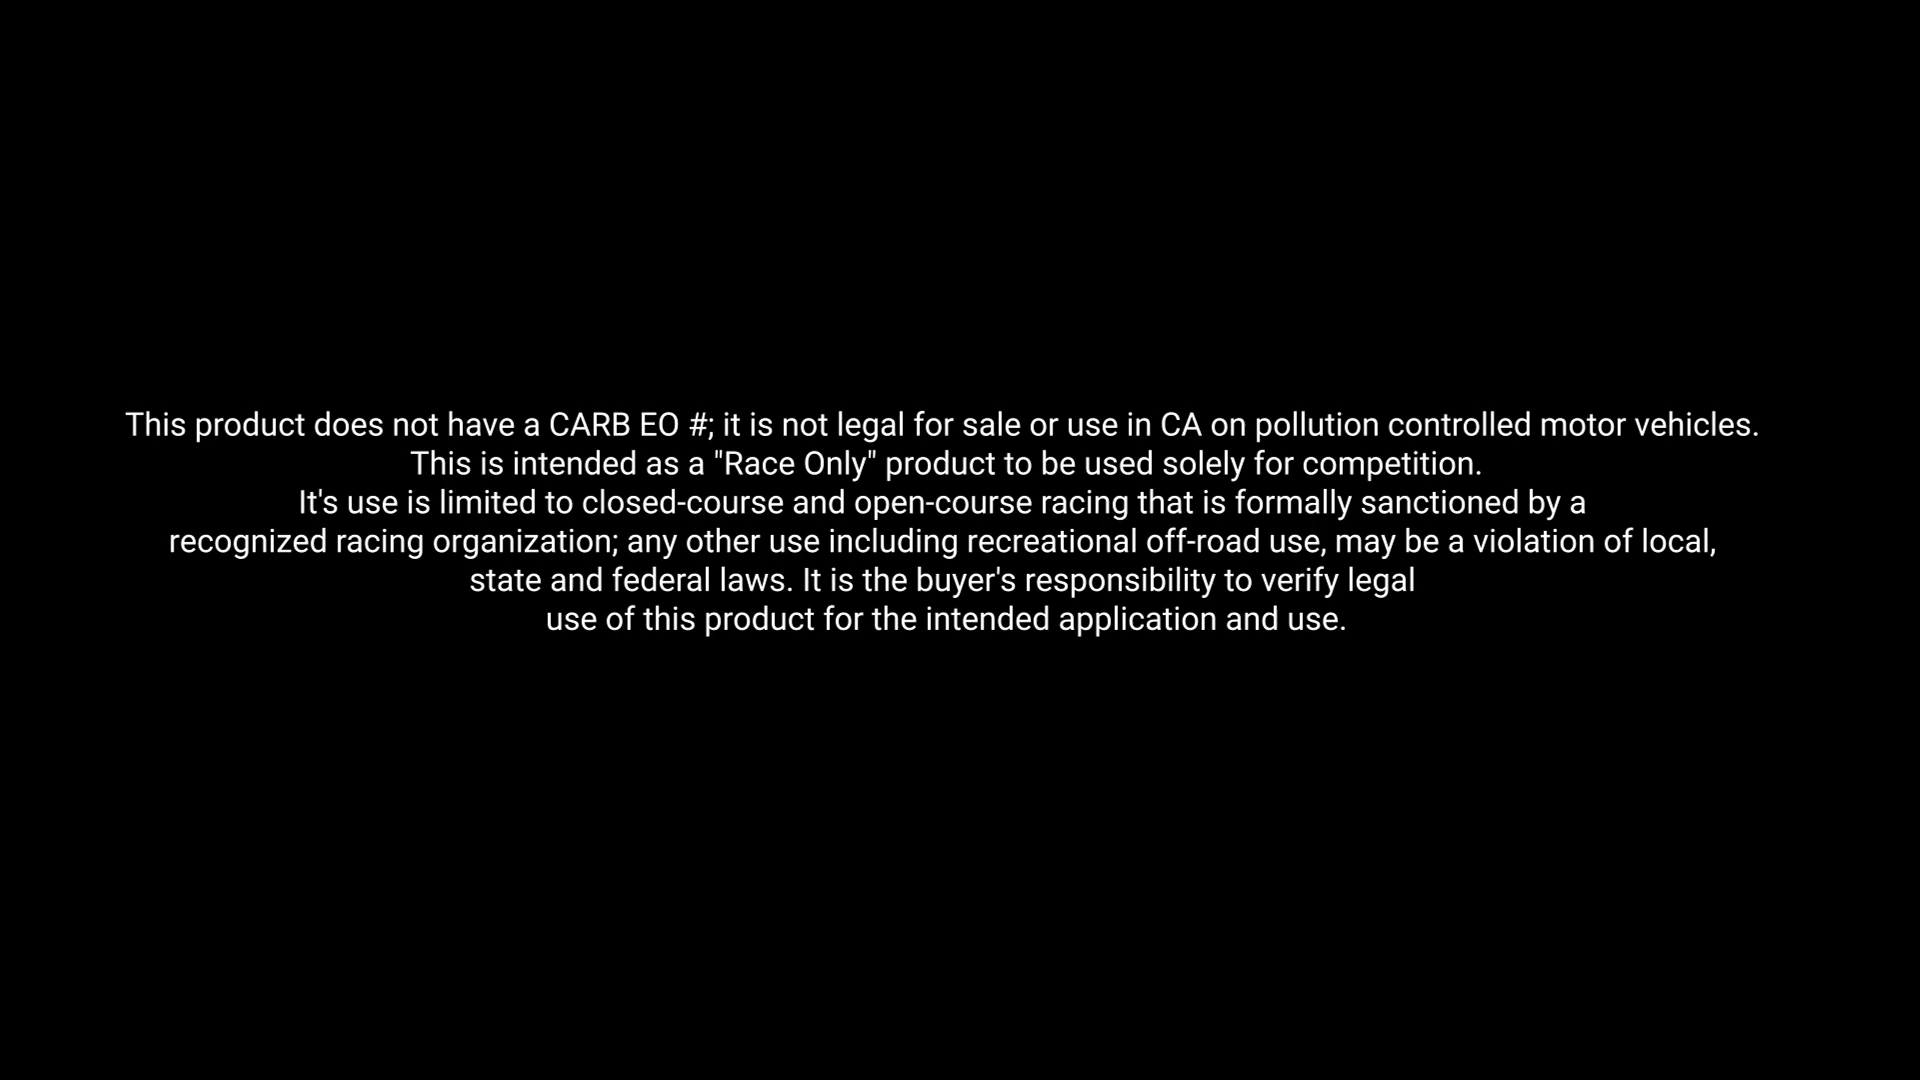 This product does not have a CARB EO #; it is not legal for sale or use in CA on pollution controlled motor vehicles.
This is intended as a "Race Only" product to be used solely for competition.
It's use is limited to closed-course and open-course racing that is formally sanctioned by a
recognized racing organization; any other use including recreational off-road use, may be a violation of local,
state and federal laws. It is the buyer's responsibility to verify legal
use of this product for the intended application and use.